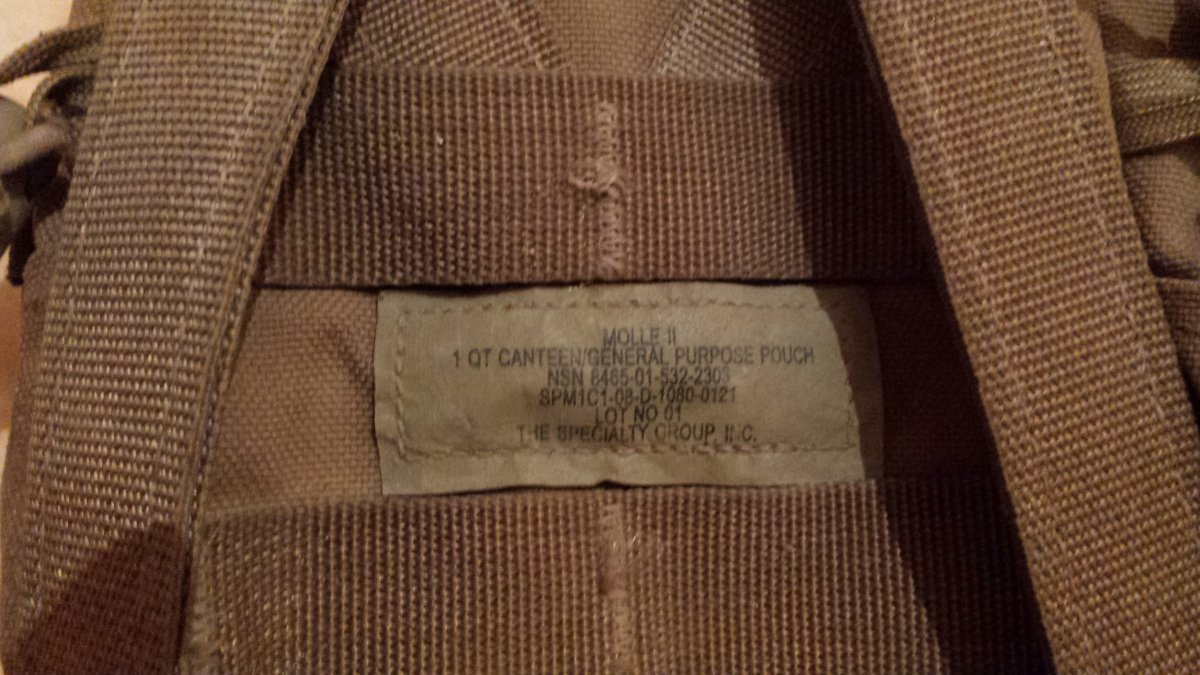 MOLLE II
1 QT CANTEEN/GENERAL PURPOSE POUCH
NSN 8465-01-532-2303
SPM1C1-08-D-1080-0121
LOT NO 01
THE SPECIALTY GROUP, INC.